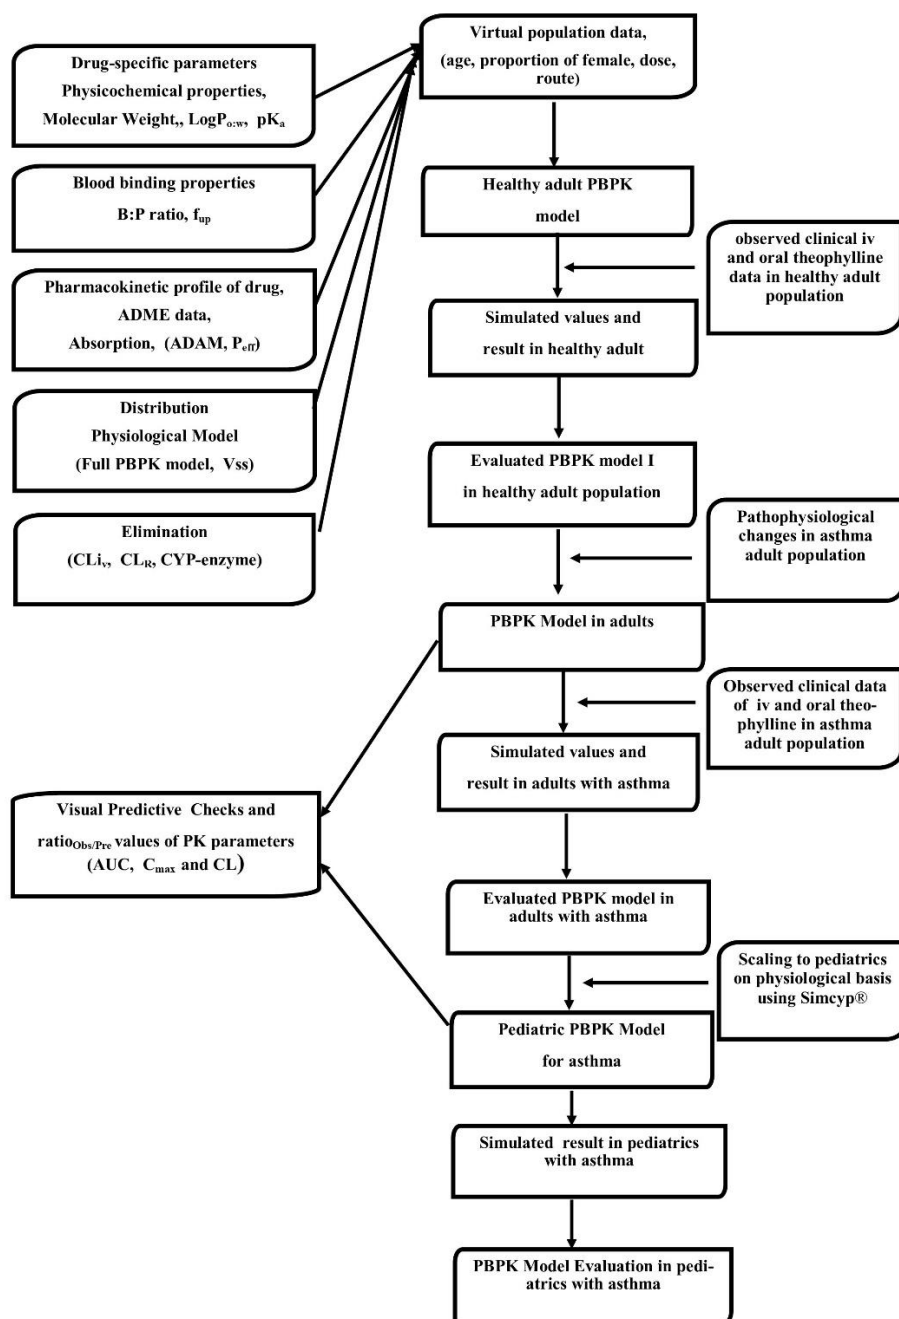 Drug-specific parameters
Physicochemical properties,
Molecular Weight,, LogPo:w, pKa
Blood binding properties
B:P ratio, fup
Pharmacokinetic profile of drug,
ADME data,
Absorption, (ADAM, Peff)
Distribution
Physiological Model
(Full PBPK model, Vss)
Elimination
(CLiv, CLR, CYP-enzyme)
Visual Predictive Checks and
ratioObs/Pre values of PK parameters
(AUC, Cmax and CL)
Virtual population data,
(age, proportion of female, dose,
route)
Healthy adult PBPK
model
Simulated values and
result in healthy adult
Evaluated PBPK model I
in healthy adult population
PBPK Model in adults
Simulated values and
result in adults with asthma
Evaluated PBPK model in
adults with asthma
Pediatric PBPK Model
for asthma
Simulated result in pediatrics
with asthma
PBPK Model Evaluation in pedi-
atrics with asthma
observed clinical iv
and oral theophylline
data in healthy adult
population
Pathophysiological
changes in asthma
adult population
Observed clinical data
of iv and oral theo-
phylline in asthma
adult population
Scaling to pediatrics
on physiological basis
using Simcyp®